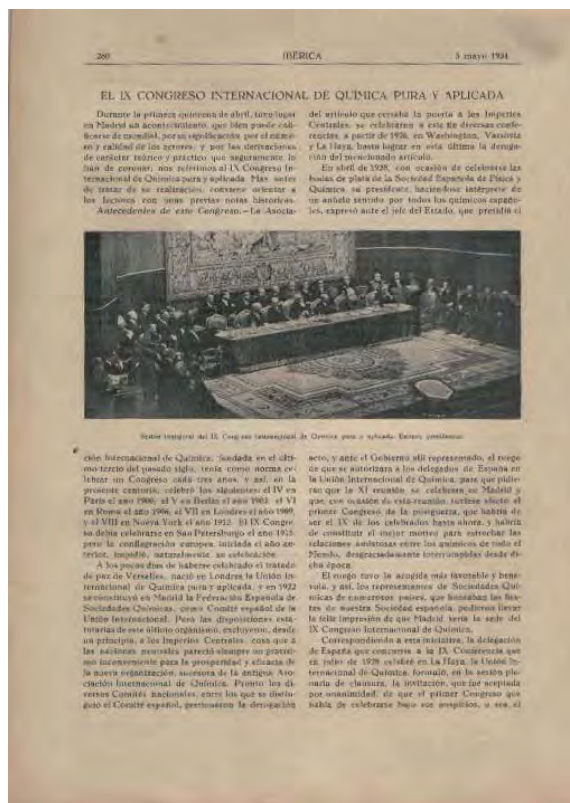 260
IBÉRICA
5 mayo 1934
EL IX CONGRESO INTERNACIONAL DE QUÍMICA PURA Y APLICADA
Durante la primera quincena de abril, tuvo lugar
en Madrid un acontecimiento, que bien puede cali-
ficarse de mundial, por su significación, por el núme-
ro y calidad de los actores, y por las derivaciones
de carácter teórico y práctico que seguramente lo
han de coronar; nos referimos al IX Congreso In-
ternacional de Química pura y aplicada. Mas antes
de tratar de su realización, conviene orientar a
los lectores con unas previas notas históricas.
Antecedentes de este Congreso.—La Asocia-
ción Internacional de Química, fundada en el últi-
mo tercio del pasado siglo, tenía como norma ce-
lebrar un Congreso cada tres años, y así, en la
presente centuria, celebró los siguientes: el IV en
París el año 1900, el V en Berlín el año 1903, el VI
en Roma el año 1906, el VII en Londres el año 1909,
y el VIII en Nueva York el año 1912. El IX Congre-
so debía celebrarse en San Petersburgo el año 1915;
pero la conflagración europea, iniciada el año an-
terior, impidió, naturalmente, su celebración.
A los pocos días de haberse celebrado el tratado
de paz de Versalles, nació en Londres la Unión In-
ternacional de Química pura y aplicada, y en 1922
se constituyó en Madrid la Federación Española de
Sociedades Químicas, como Comité español de la
Unión Internacional. Pero las disposiciones esta-
tutarias de este último organismo, excluyeron, desde
un principio, a los Imperios Centrales, cosa que a
las naciones neutrales pareció siempre un gravísi-
mo inconveniente para la prosperidad y eficacia de
la nueva organización, sucesora de la antigua Aso-
ciación Internacional de Química. Pronto los di-
versos Comités nacionales, entre los que se distin-
guió el Comité español, gestionaron la derogación
del artículo que cerraba la puerta a los Imperios
Centrales, se celebraron a este fin diversas confe-
rencias, a partir de 1926, en Washington, Varsovia
y La Haya, hasta lograr en esta última la deroga-
ción del mencionado artículo.
En abril de 1928, con ocasión de celebrarse las
bodas de plata de la Sociedad Española de Física y
Química, su presidente, haciéndose intérprete de
un anhelo sentido por todos los químicos españo-
les, expresó ante el jefe del Estado, que presidió el
Sesión inaugural del IX Congreso Internacional de Química pura y aplicada. Estrado presidencial
acto, y ante el Gobierno allí representado, el ruego
de que se autorizara a los delegados de España en
la Unión Internacional de Química, para que pidie-
ran que la XI reunión se celebrara en Madrid y
que, con ocasión de esta reunión, tuviese efecto el
primer Congreso de la postguerra, que habría de
ser el IX de los celebrados hasta ahora, y habría
de constituir el mejor motivo para estrechar las
relaciones amistosas entre los químicos de todo el
Mundo, desgraciadamente interrumpidas desde di-
cha época.
El ruego tuvo la acogida más favorable y bené-
vola, y así, los representantes de Sociedades Quí-
micas de numerosos países, que honraban las fies-
tas de nuestra Sociedad española, pudieron llevar
la feliz impresión de que Madrid sería la sede del
IX Congreso Internacional de Química.
Correspondiendo a esta iniciativa, la delegación
de España que concurrió a la IX Conferencia que
en julio de 1928 celebró en La Haya, la Unión In-
ternacional de Química, formuló, en la sesión ple-
naria de clausura, la invitación, que fué aceptada
por unanimidad, de que el primer Congreso que
había de celebrarse bajo sus auspicios, o sea el